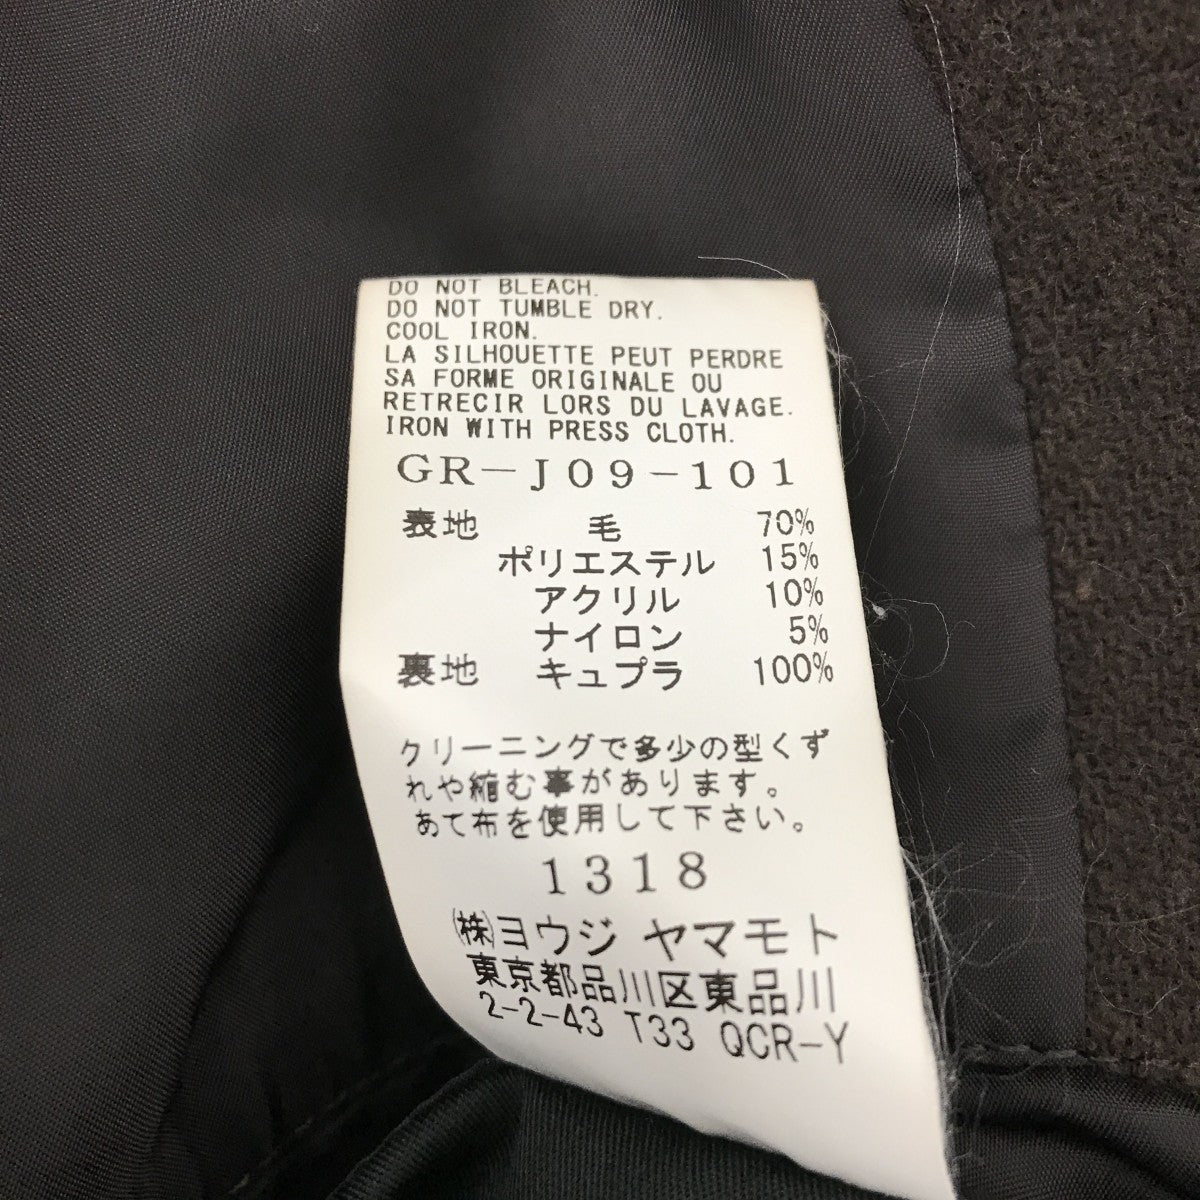 DO NOT BLEACH.
DO NOT TUMBLE DRY.
COOL IRON.
LA SILHOUETTE PEUT PERDRE
SA FORME ORIGINALE OU
RETRECIR LORS DU LAVAGE.
IRON WITH PRESS CLOTH.
GR-J09-101
表地 毛 70%
ポリエステル 15%
アクリル 10%
ナイロン 5%
裏地 キュプラ 100%
クリーニングで多少の型くず
れや縮む事があります。
あて布を使用して下さい。
1318
㈱ヨウジ ヤマモト
東京都品川区東品川
2-2-43 T33 QCR-Y